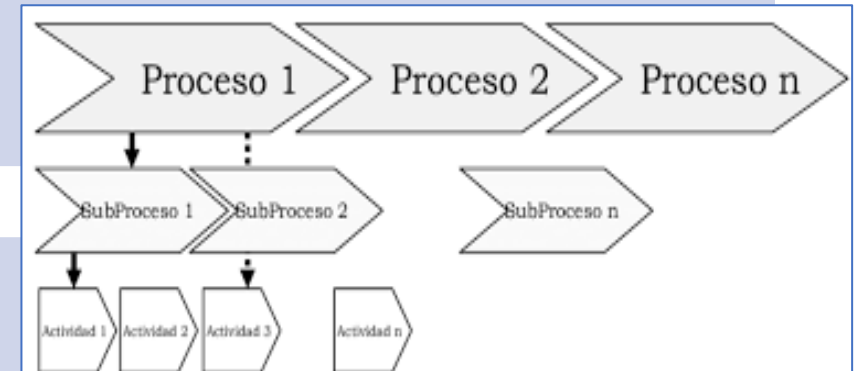 Proceso 1 Proceso 2 Proceso n
SubProceso 1 SubProceso 2 SubProceso n
Actividad 1 Actividad 2 Actividad 3 Actividad n